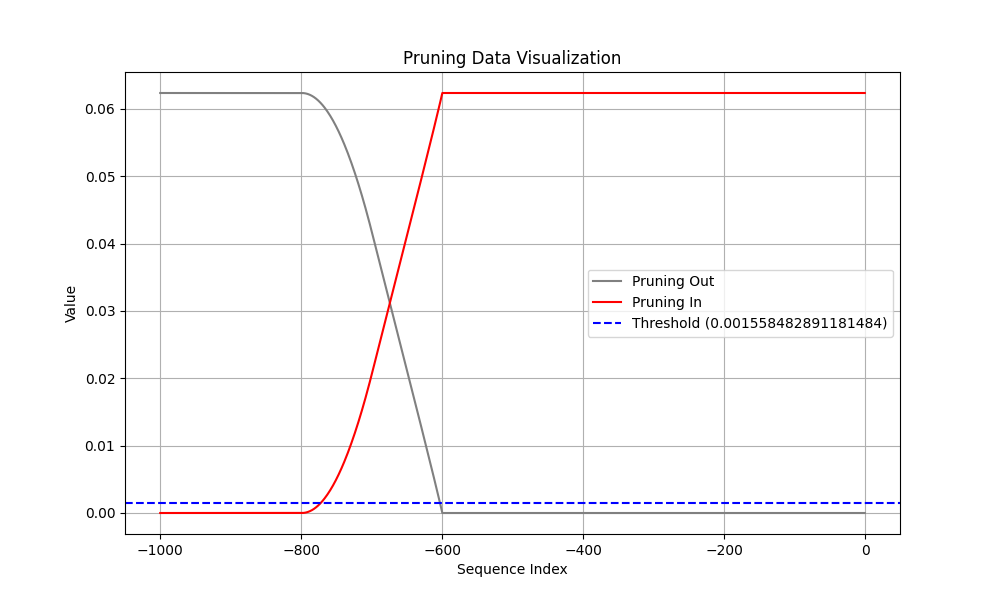 Pruning Data Visualization
0.06
0.05
0.04
0.03
0.02
0.01
0.00
Value
Pruning Out
Pruning In
Threshold (0.001558482891181484)
−1000
−800
−600
−400
−200
0
Sequence Index